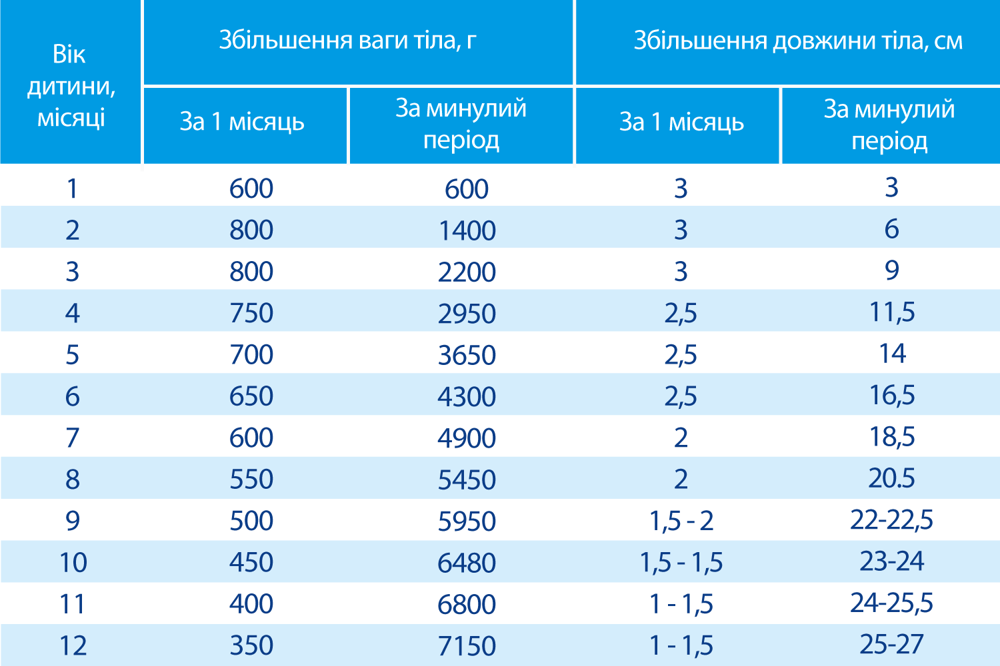 Вік
дитини,
місяці
Збільшення ваги тіла, г
Збільшення довжини тіла, см
За 1 місяць
За минулий
період
За 1 місяць
За минулий
період
1 600 600 3 3
2 800 1400 3 6
3 800 2200 3 9
4 750 2950 2,5 11,5
5 700 3650 2,5 14
6 650 4300 2,5 16,5
7 600 4900 2 18,5
8 550 5450 2 20.5
9 500 5950 1,5 - 2 22-22,5
10 450 6480 1,5 - 1,5 23-24
11 400 6800 1 - 1,5 24-25,5
12 350 7150 1 - 1,5 25-27